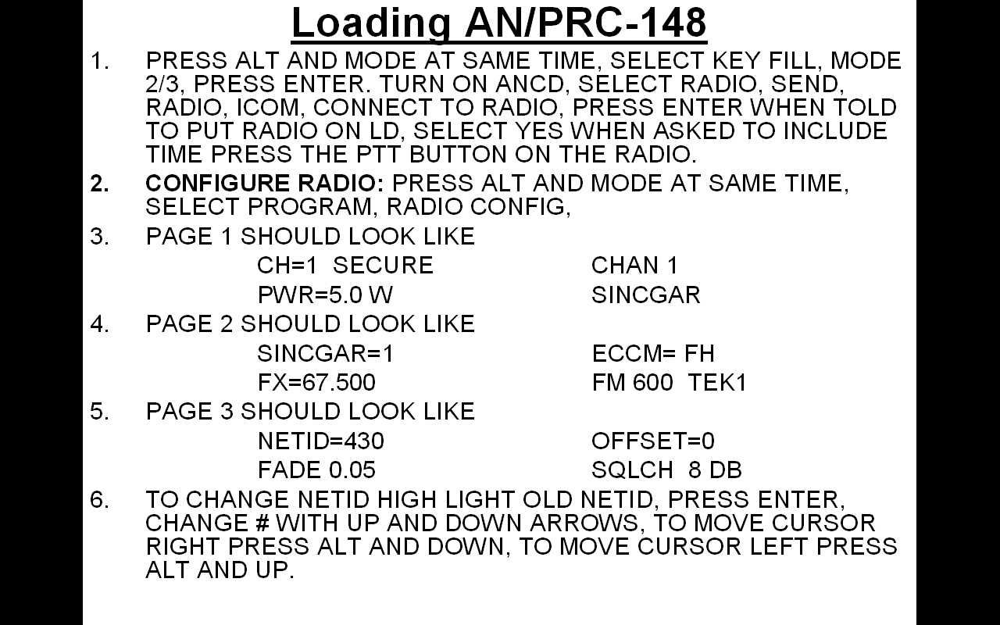 Loading AN/PRC-148
1. PRESS ALT AND MODE AT SAME TIME, SELECT KEY FILL, MODE
2/3, PRESS ENTER. TURN ON ANCD, SELECT RADIO, SEND,
RADIO, ICOM, CONNECT TO RADIO, PRESS ENTER WHEN TOLD
TO PUT RADIO ON LD, SELECT YES WHEN ASKED TO INCLUDE
TIME PRESS THE PTT BUTTON ON THE RADIO.
2. CONFIGURE RADIO: PRESS ALT AND MODE AT SAME TIME,
SELECT PROGRAM, RADIO CONFIG,
3. PAGE 1 SHOULD LOOK LIKE
CH=1 SECURE CHAN 1
PWR=5.0 W SINCGAR
4. PAGE 2 SHOULD LOOK LIKE
SINCGAR=1 ECCM= FH
FX=67.500 FM 600 TEK1
5. PAGE 3 SHOULD LOOK LIKE
NETID=430 OFFSET=0
FADE 0.05 SQLCH 8 DB
6. TO CHANGE NETID HIGH LIGHT OLD NETID, PRESS ENTER,
CHANGE # WITH UP AND DOWN ARROWS, TO MOVE CURSOR
RIGHT PRESS ALT AND DOWN, TO MOVE CURSOR LEFT PRESS
ALT AND UP.